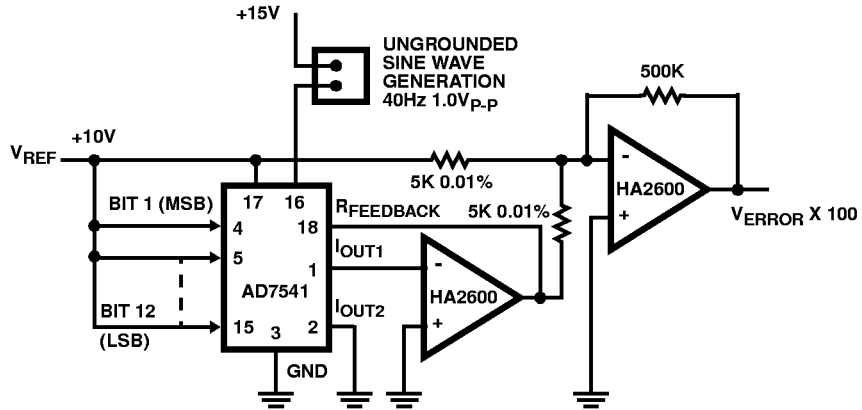 +15V
UNGROUNDED
SINE WAVE
GENERATION
40Hz 1.0VP-P
500K
VREF
+10V
5K 0.01%
-
+
HA2600
VERROR X 100
BIT 1 (MSB)
17
16
4
18
RFEEDBACK
5K 0.01%
5
1
IOUT1
-
+
HA2600
AD7541
BIT 12
(LSB)
15
3
2
IOUT2
GND